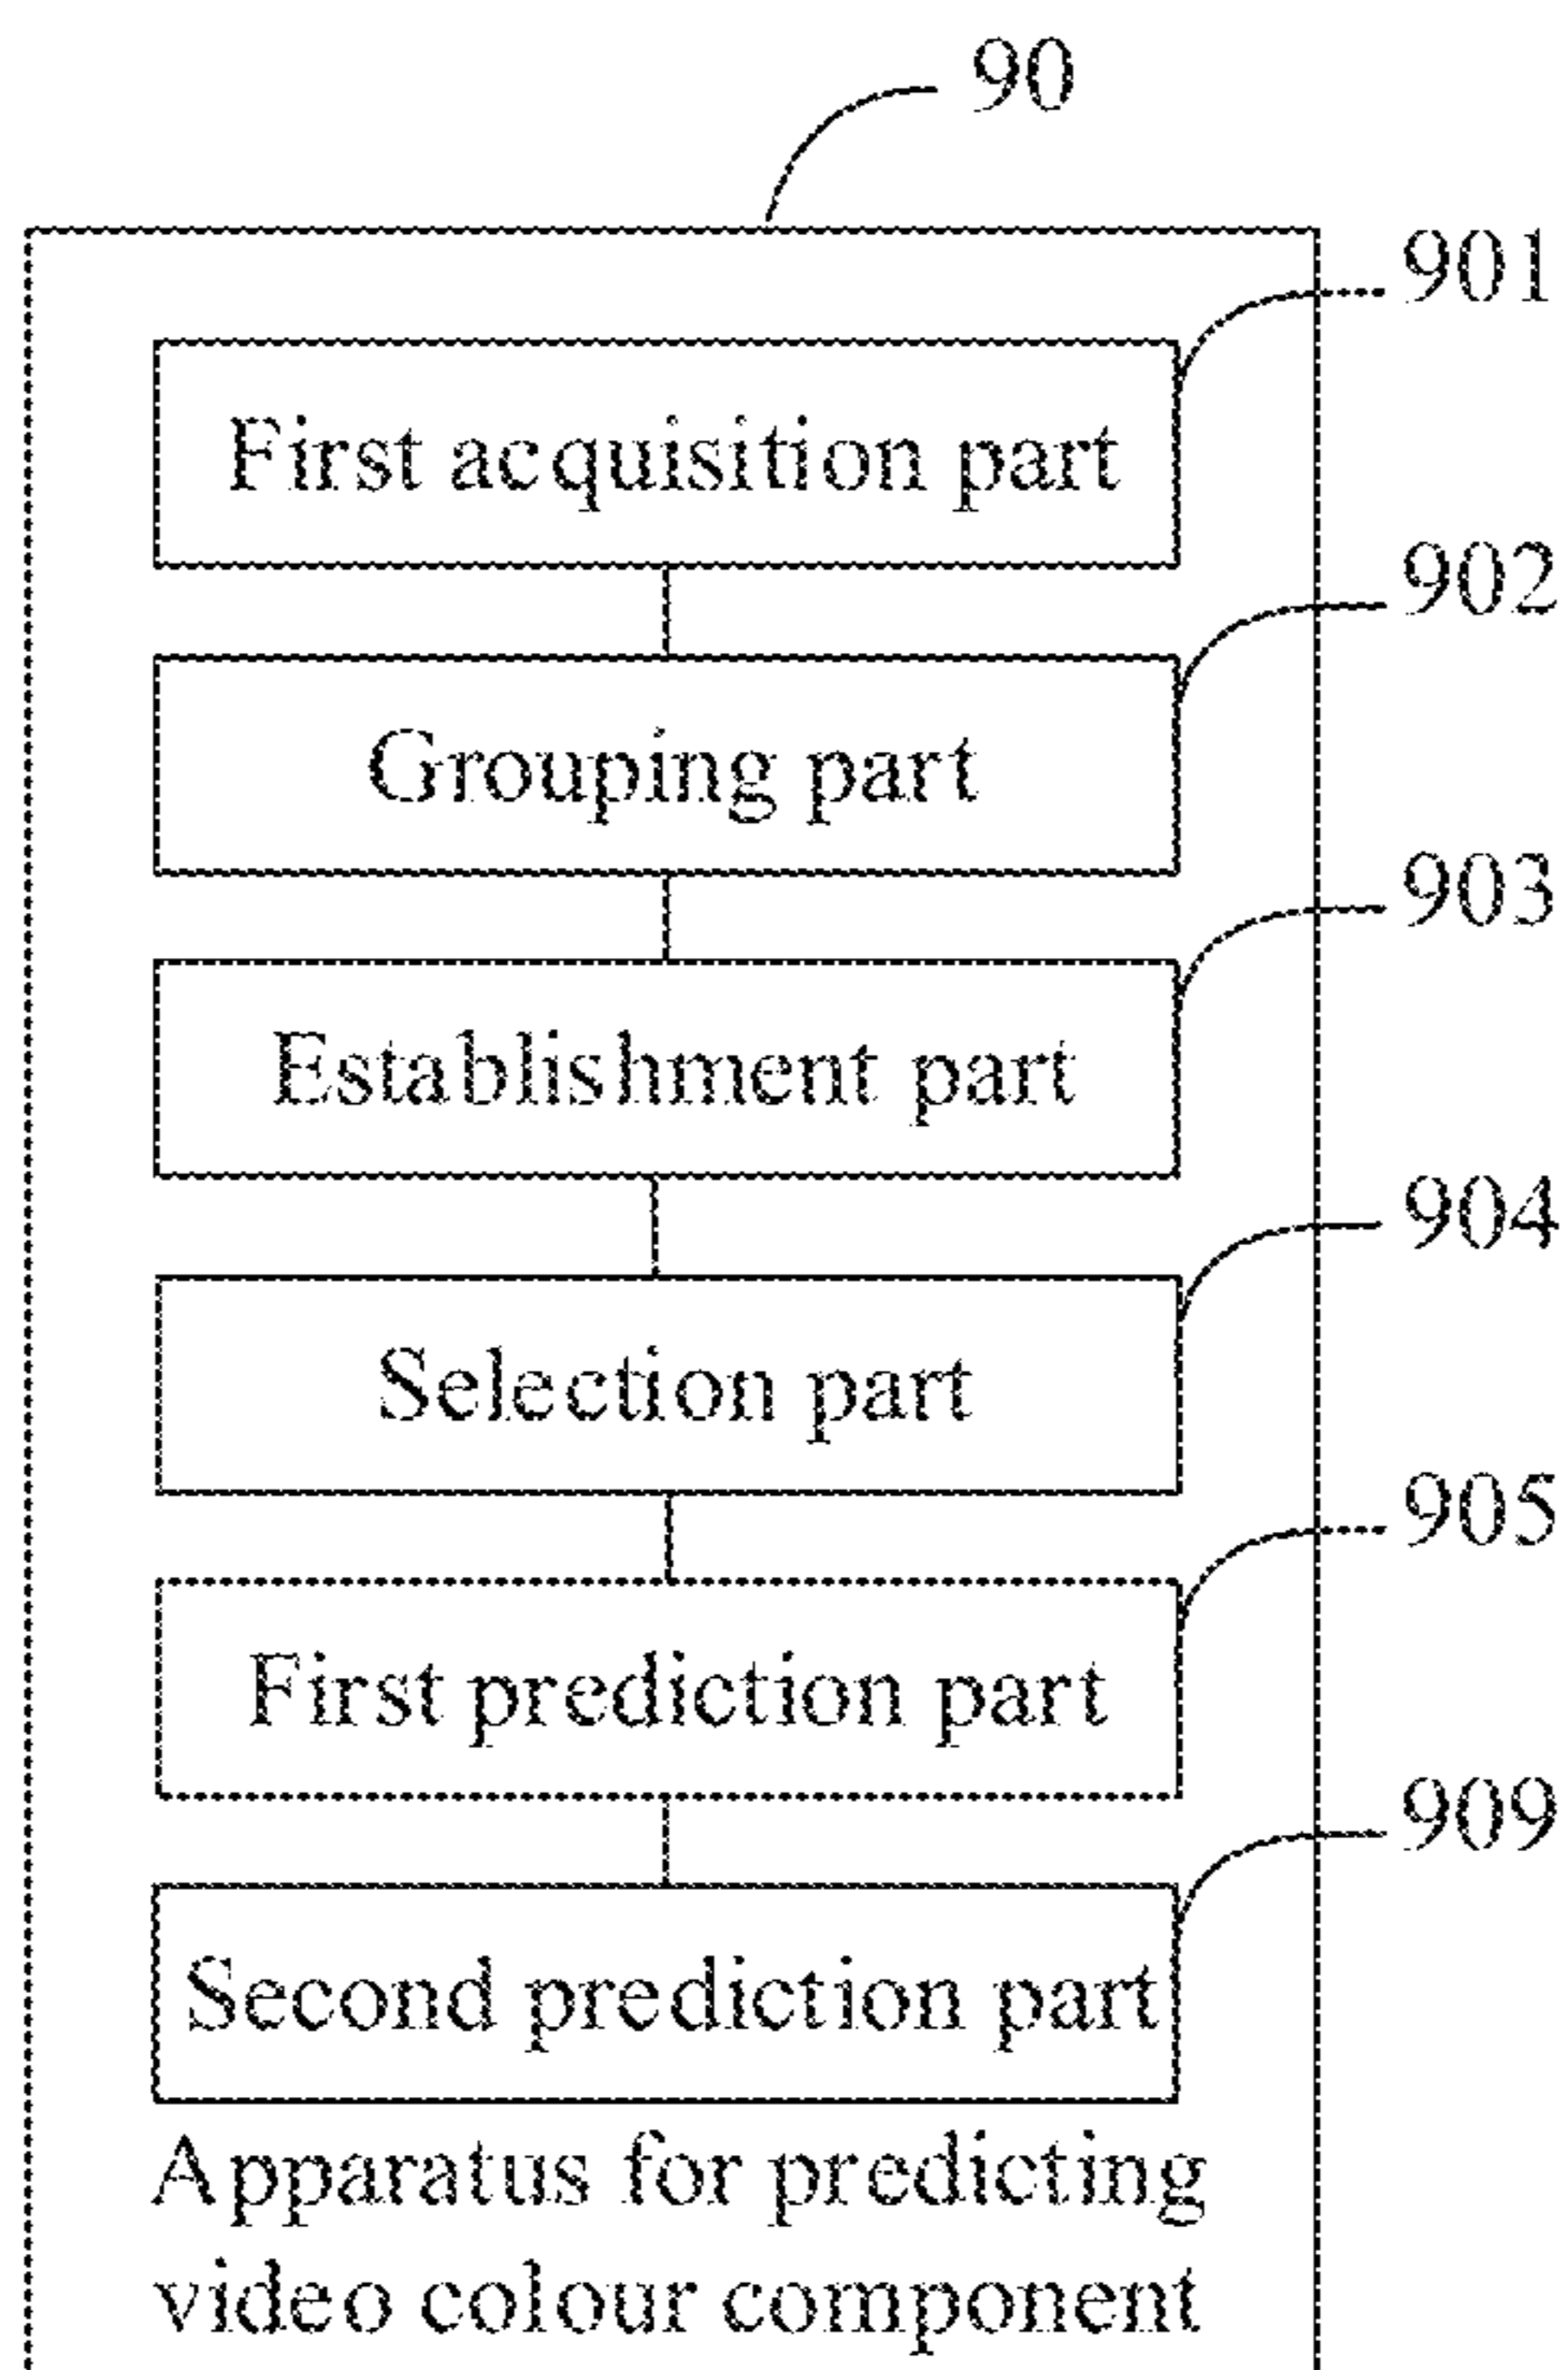 90
901
First acquisition part
902
Grouping part
903
Establishment part
904
Selection part
905
First prediction part
909
Second prediction part
Apparatus for predicting
video colour component